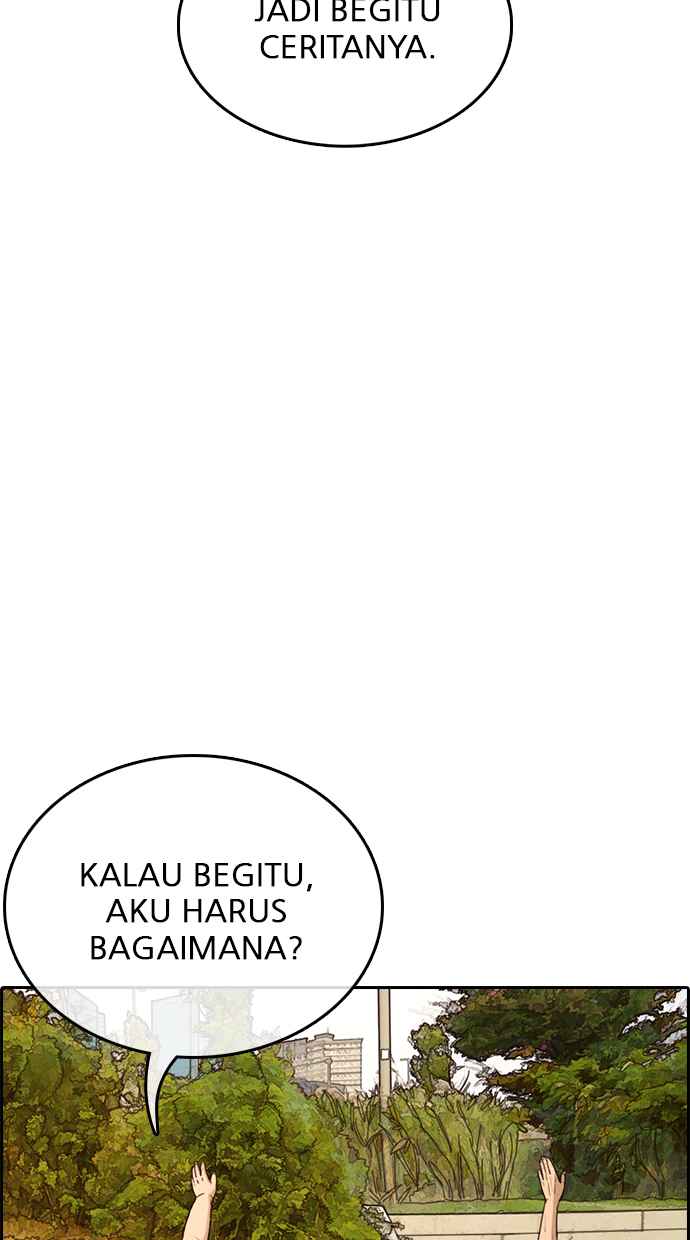 JADI BEGITU
CERITANYA.
KALAU BEGITU,
AKU HARUS
BAGAIMANA?